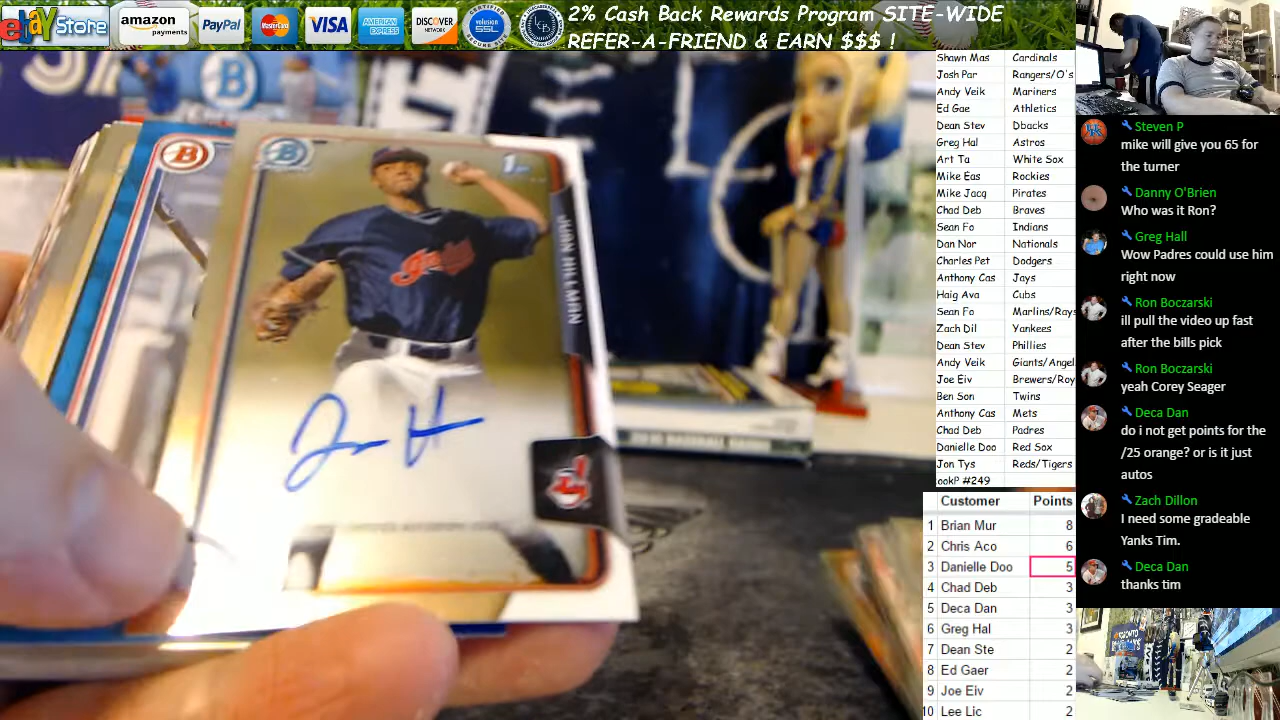 ebay Store
amazon payments
PayPal
MasterCard
VISA
AMERICAN EXPRESS
DISCOVER NETWORK
volusion SSL
2% Cash Back Rewards Program SITE-WIDE
REFER-A-FRIEND & EARN $$$ !
Shawn Mas Cardinals
Josh Par Rangers/O's
Andy Veik Mariners
Ed Gae Athletics
Dean Stev Dbacks
Greg Hal Astros
Art Ta White Sox
Mike Eas Rockies
Mike Jacq Pirates
Chad Deb Braves
Sean Fo Indians
Dan Nor Nationals
Charles Pet Dodgers
Anthony Cas Jays
Haig Ava Cubs
Sean Fo Marlins/Rays
Zach Dil Yankees
Dean Stev Phillies
Andy Veik Giants/Angel
Joe Eiv Brewers/Roy
Ben Son Twins
Anthony Cas Mets
Chad Deb Padres
Danielle Doo Red Sox
Jon Tys Reds/Tigers
ookP #249
Customer Points
1 Brian Mur 8
2 Chris Aco 6
3 Danielle Doo 5
4 Chad Deb 3
5 Deca Dan 3
6 Greg Hal 3
7 Dean Ste 2
8 Ed Gaer 2
9 Joe Eiv 2
10 Lee Lic 2
Steven P
mike will give you 65 for
the turner
Danny O'Brien
Who was it Ron?
Greg Hall
Wow Padres could use him
right now
Ron Boczarski
ill pull the video up fast
after the bills pick
Ron Boczarski
yeah Corey Seager
Deca Dan
do i not get points for the
/25 orange? or is it just
autos
Zach Dillon
I need some gradeable
Yanks Tim.
Deca Dan
thanks tim
B
B
1st
JUAN HILLMAN
B